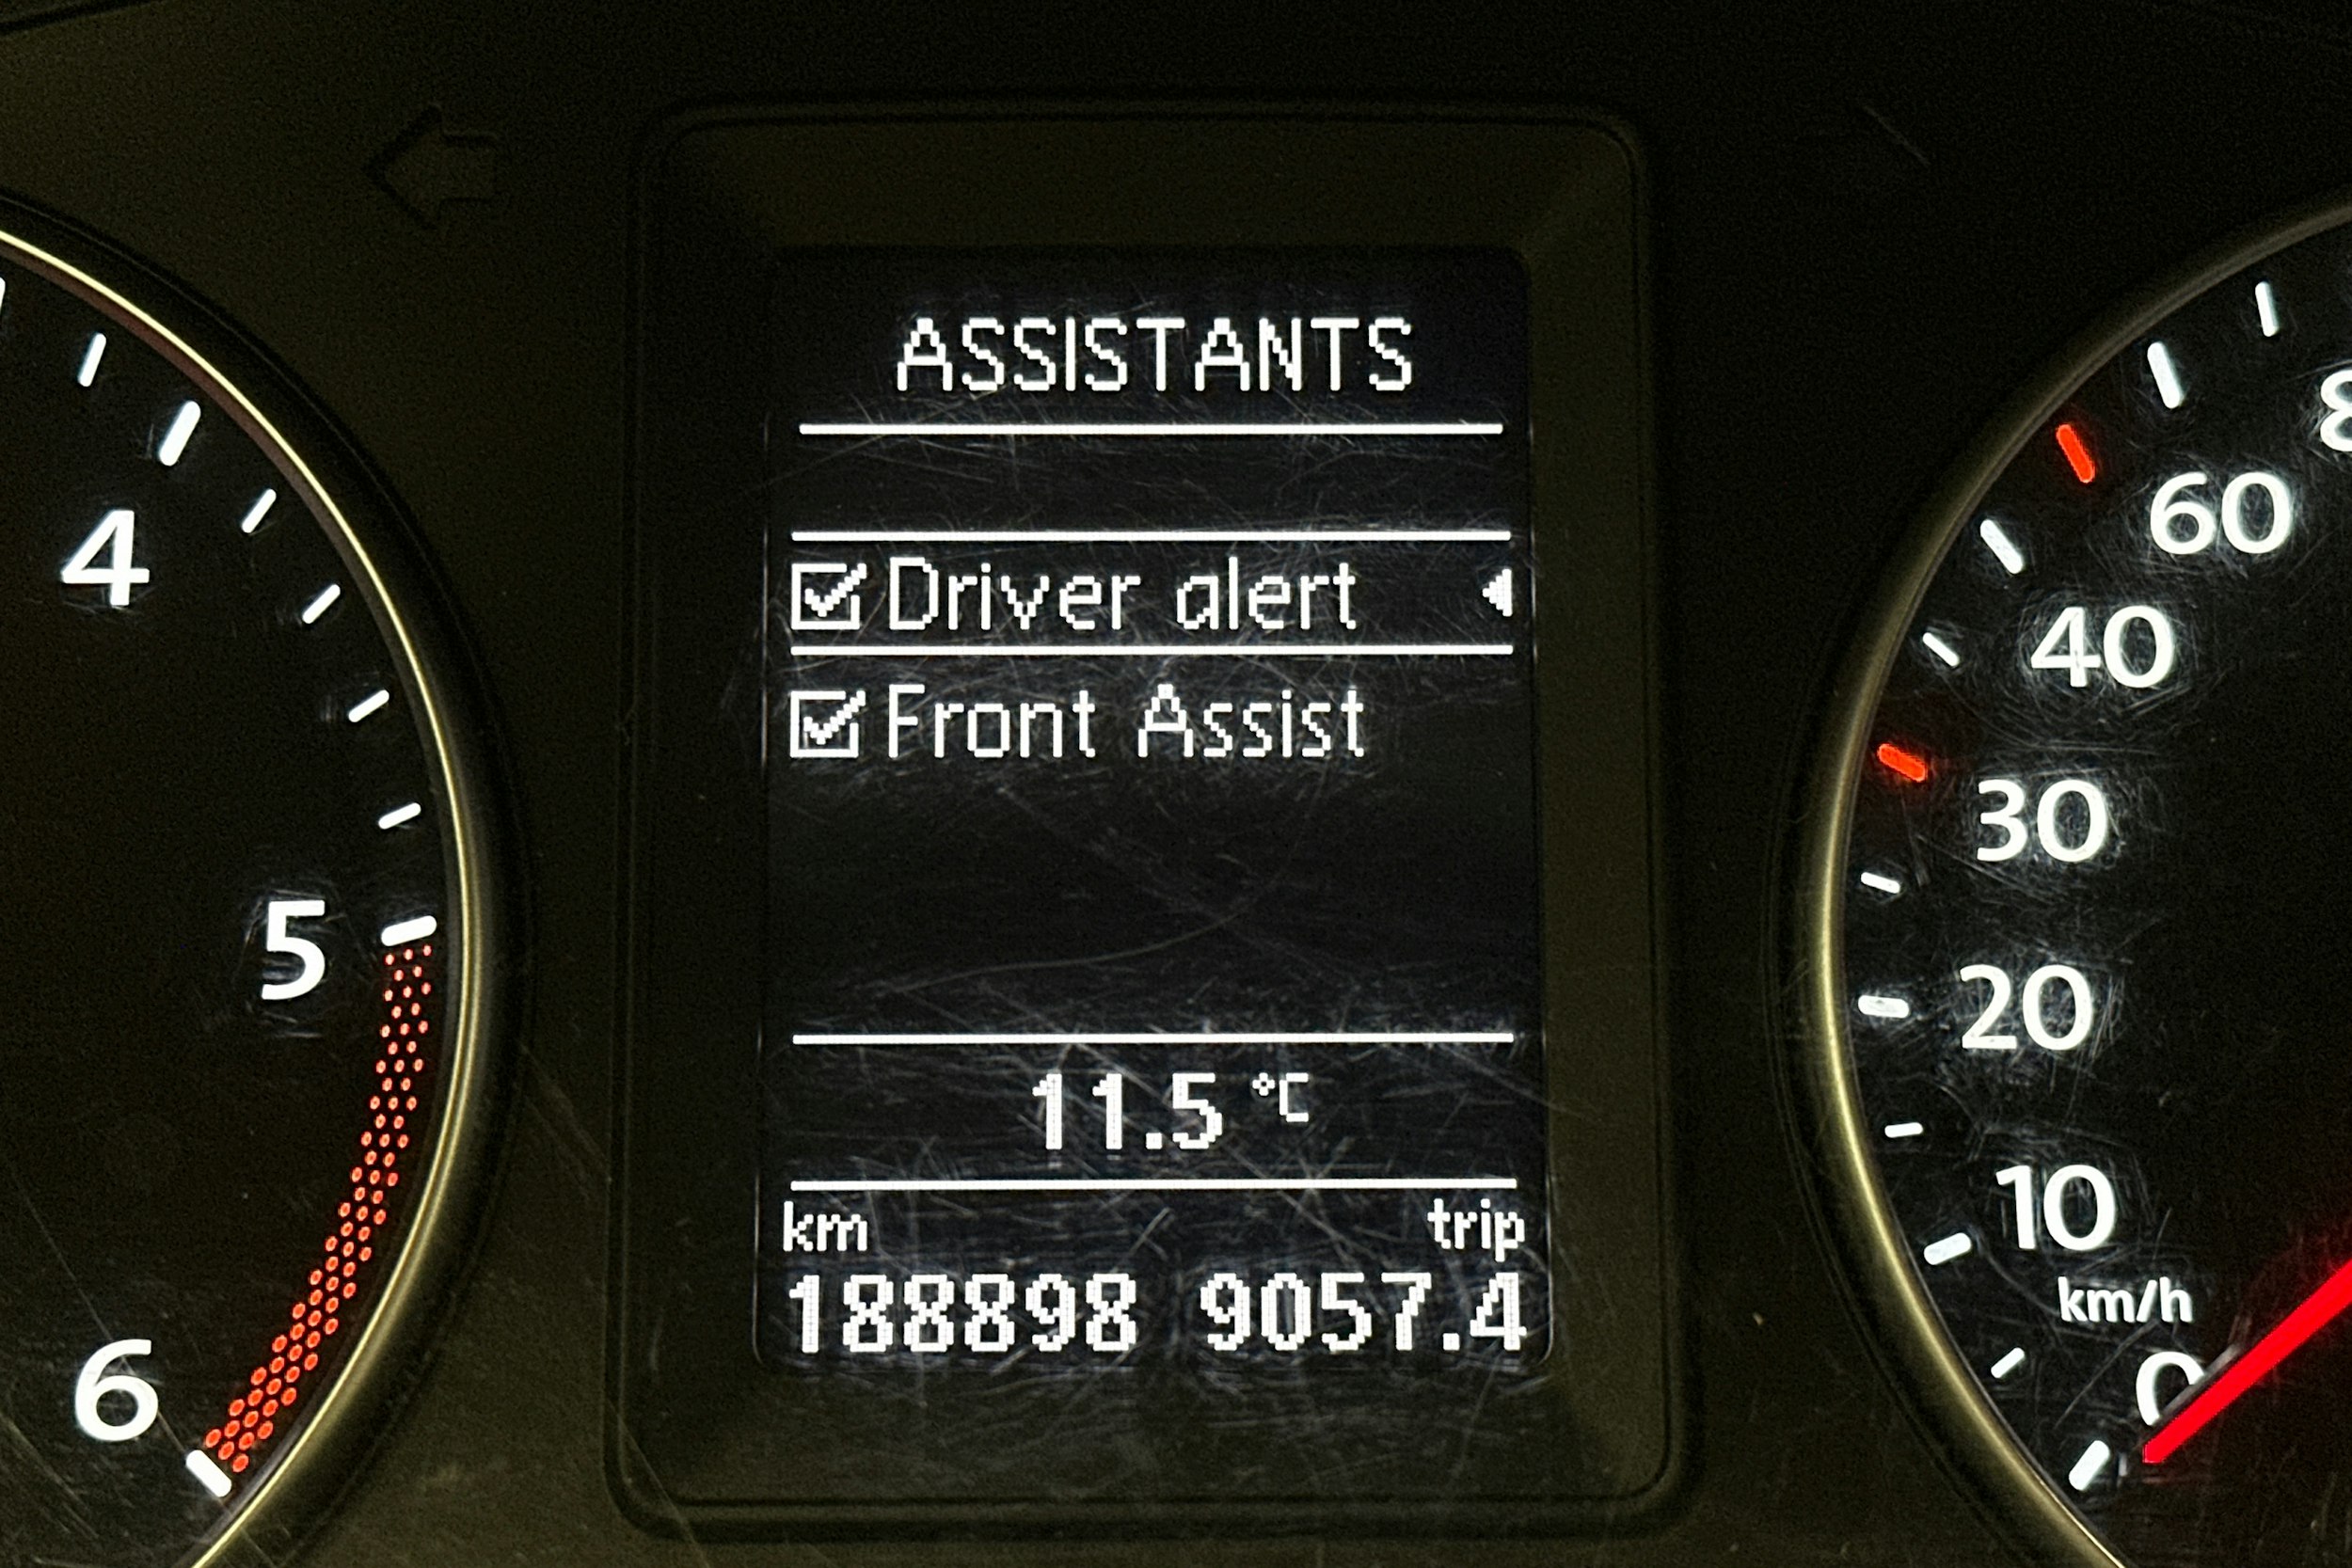 ASSISTANTS
Driver alert
Front Assist
11.5 °C
km trip
188898 9057.4
4
5
6
60
40
30
20
10
km/h
0